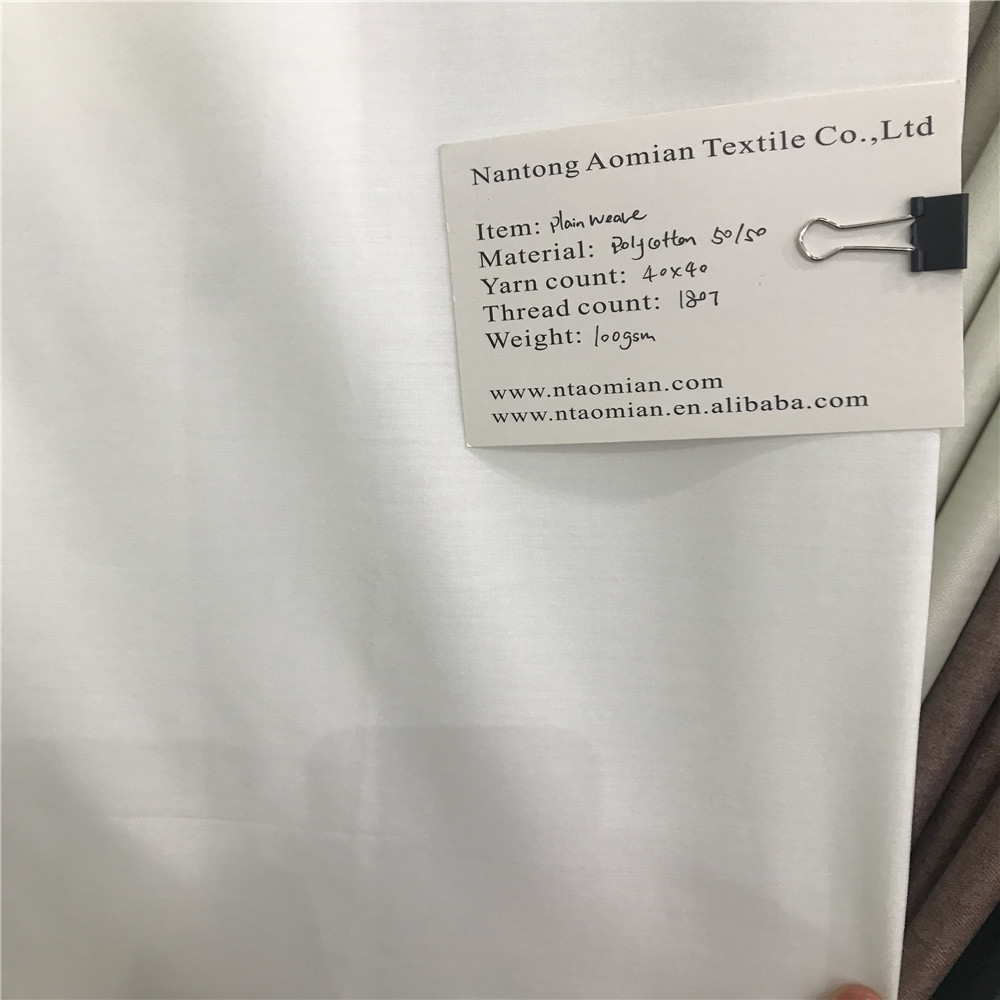 Nantong Aomian Textile Co.,Ltd
Item: Plain weave
Material: Polycotton 50/50
Yarn count: 40x40
Thread count: 180T
Weight: 100gsm
www.ntaomian.com
www.ntaomian.en.alibaba.com